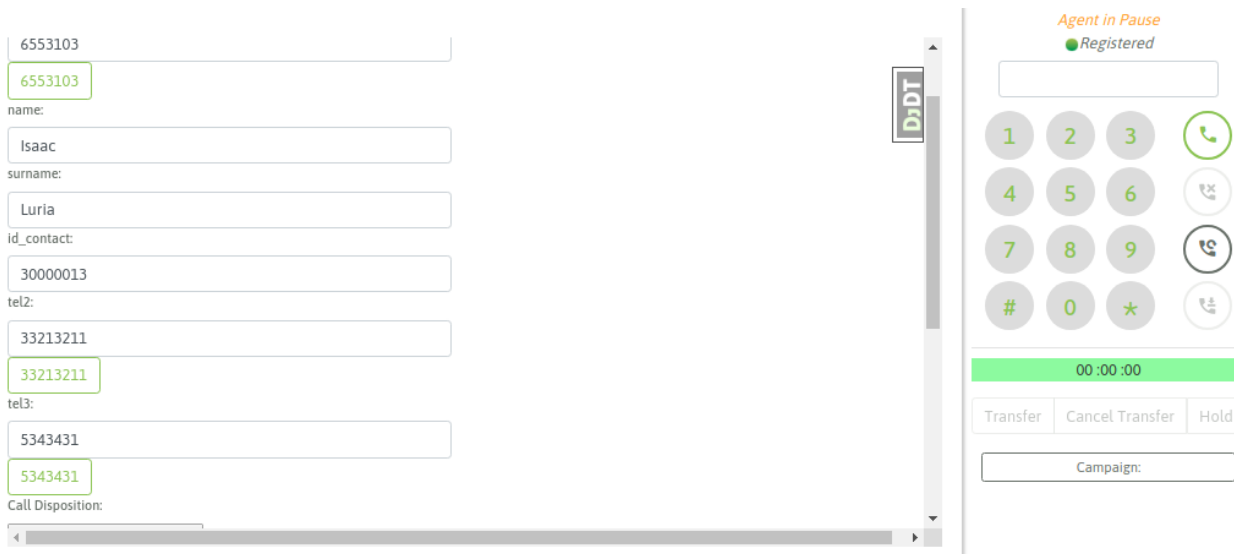 6553103
6553103
name:
Isaac
surname:
Luria
id_contact:
30000013
tel2:
33213211
33213211
tel3:
5343431
5343431
Call Disposition:
DJDT
Agent in Pause
Registered
1 2 3
4 5 6
7 8 9
# 0 *
00 :00 :00
Transfer Cancel Transfer Hold
Campaign: